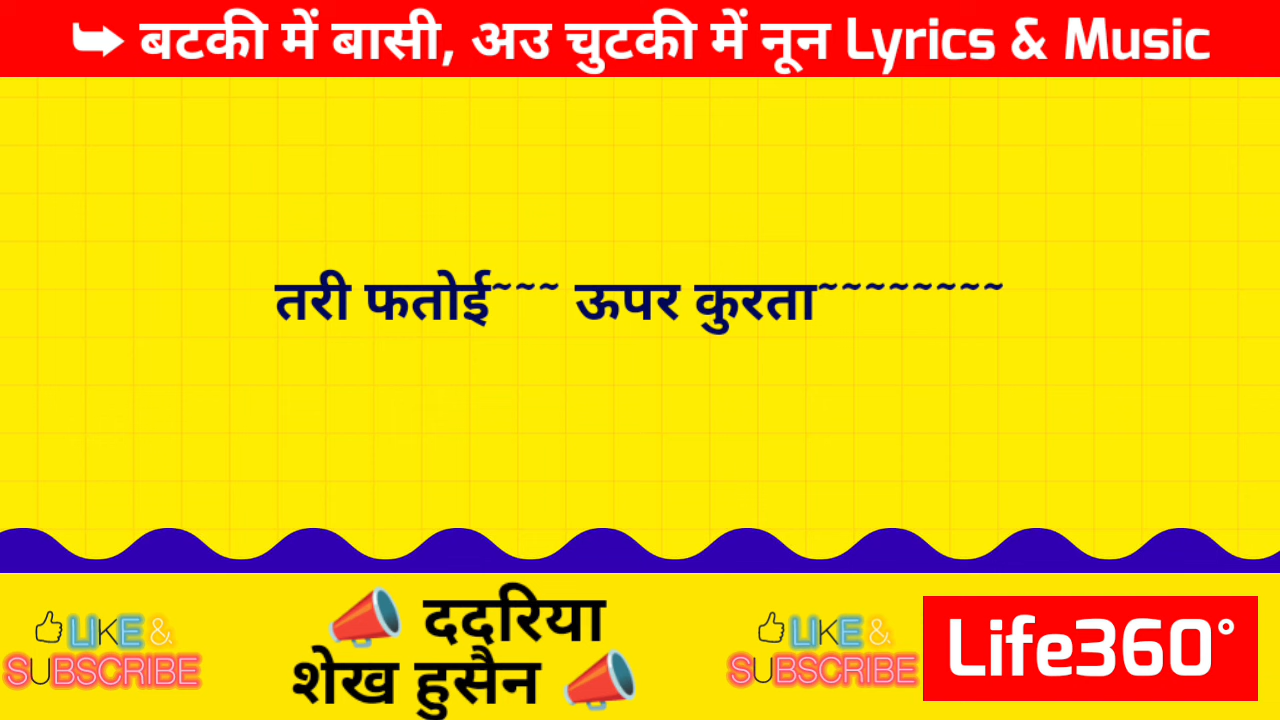 ⮩ बटकी में बासी, अउ चुटकी में नून Lyrics & Music
तरी फतोई~~~ ऊपर कुरता~~~~~~~~
📣 ददरिया
शेख हुसैन 📣
LIKE &
SUBSCRIBE
LIKE &
SUBSCRIBE
Life360°